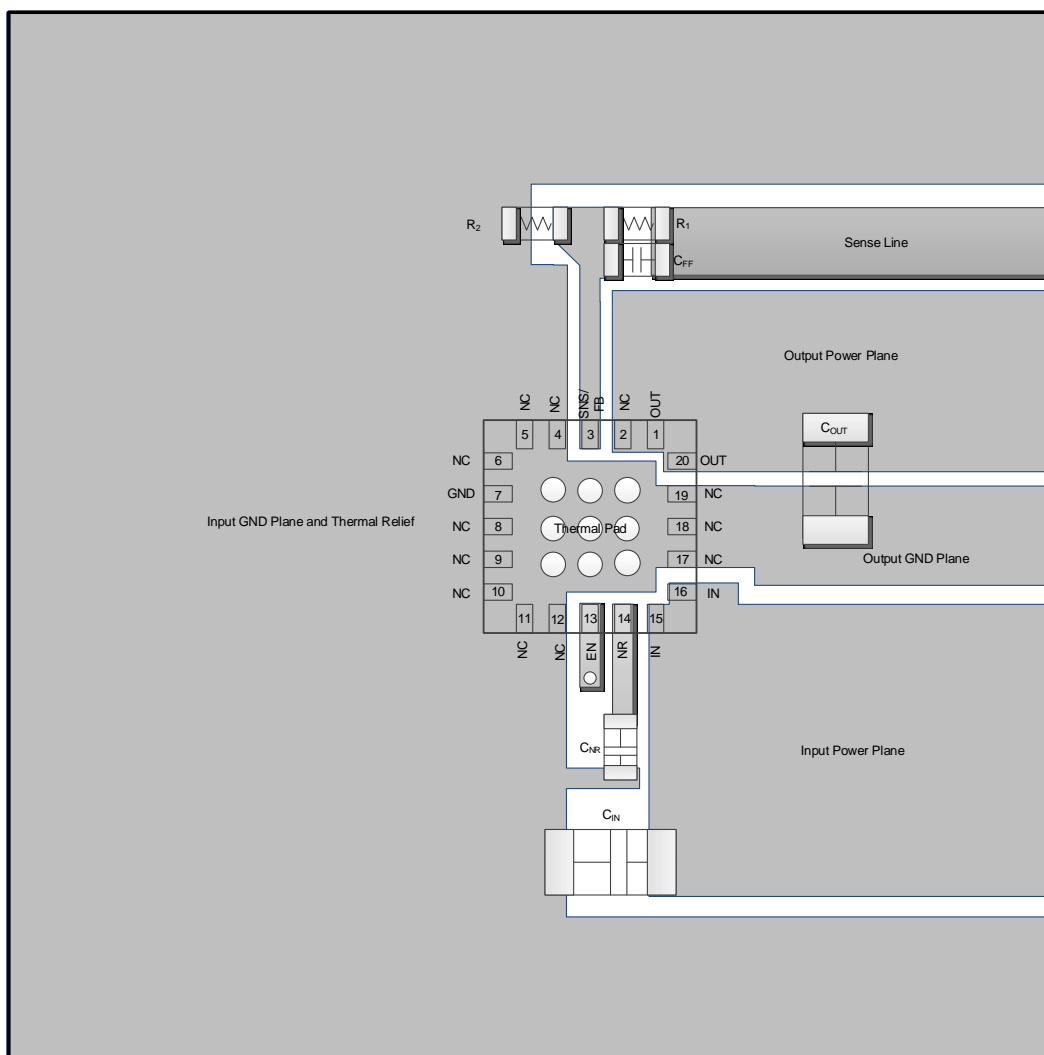 R2
R1
Sense Line
CFF
Output Power Plane
NC
NC
SNS/
FB
NC
OUT
COUT
5
4
3
2
1
NC
6
20
OUT
GND
7
19
NC
Input GND Plane and Thermal Relief
NC
8
Thermal Pad
18
NC
NC
9
17
NC
Output GND Plane
NC
10
16
IN
11
12
13
14
15
NC
NC
EN
NR
IN
CNR
Input Power Plane
CIN